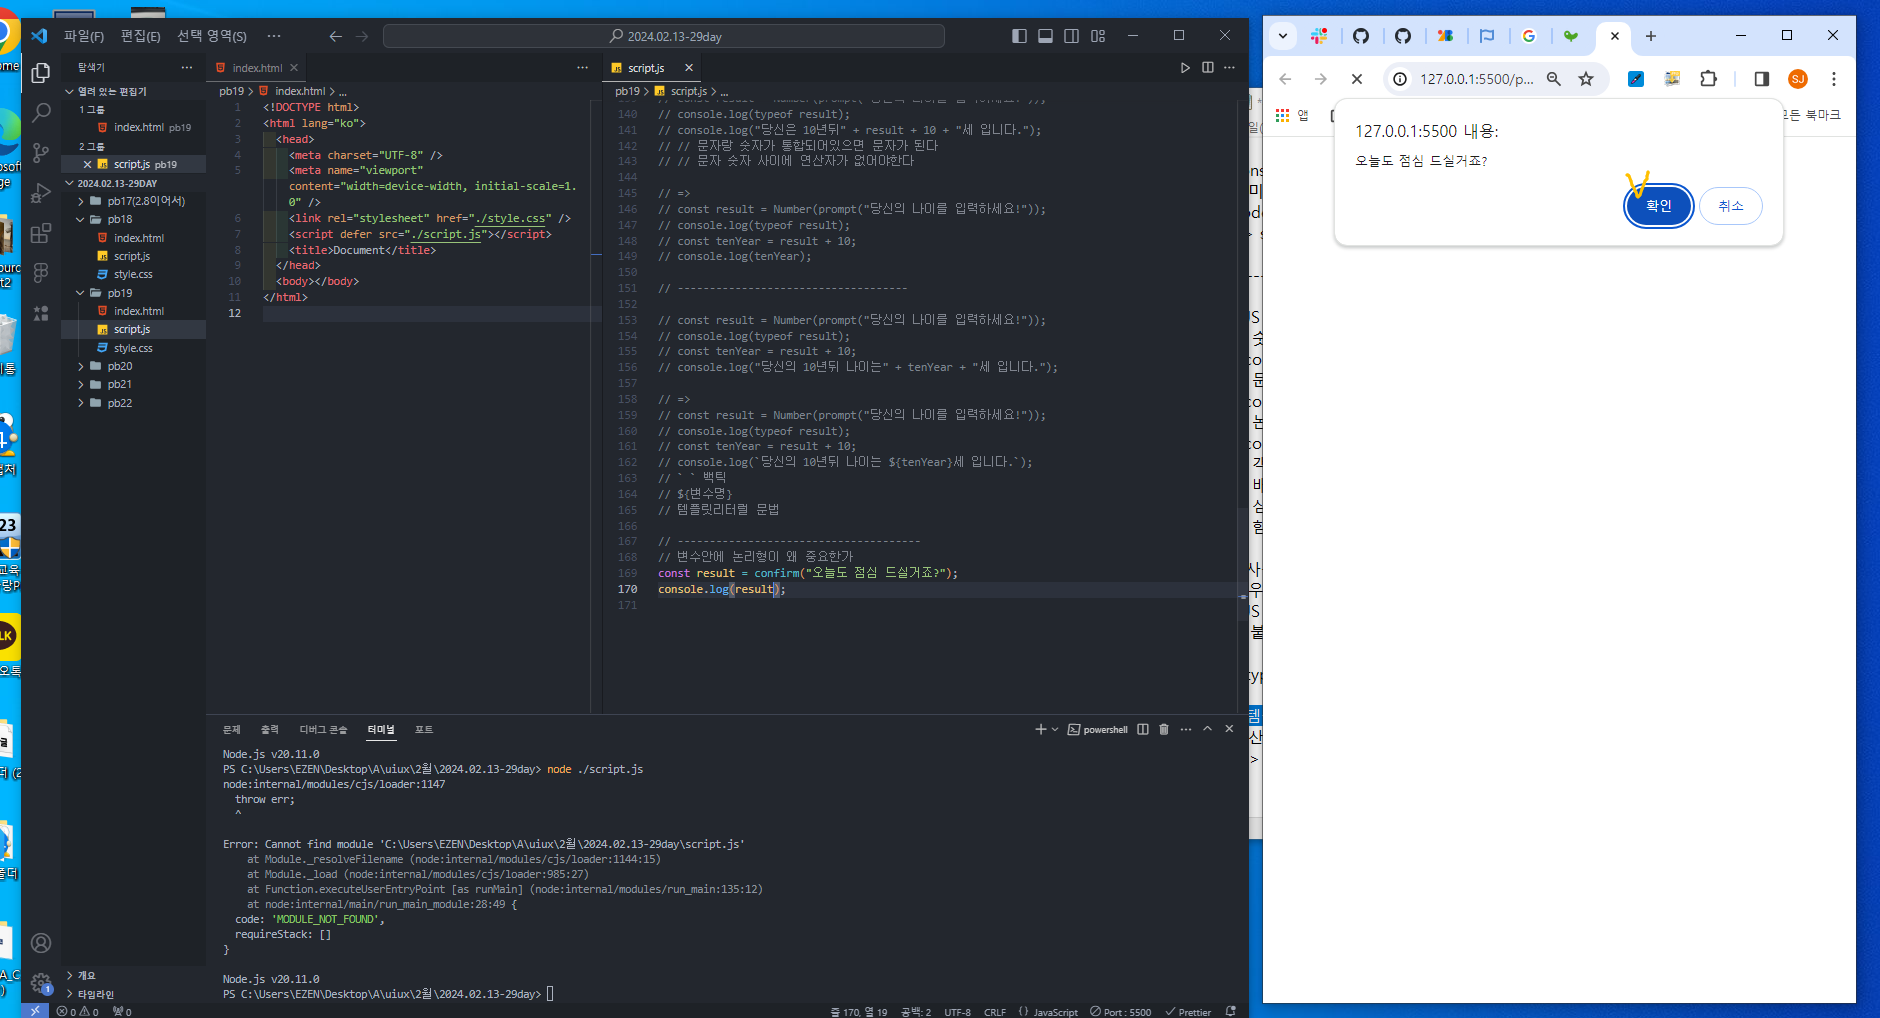 파일(F) 편집(E) 선택 영역(S) ···
2024.02.13-29day
탐색기
열려 있는 편집기
1 그룹
index.html pb19
2 그룹
script.js pb19
2024.02.13-29DAY
pb17(2.8이어서)
pb18
index.html
script.js
style.css
pb19
index.html
script.js
style.css
pb20
pb21
pb22
개요
타임라인
index.html
pb19 > index.html > ...
1 <!DOCTYPE html>
2 <html lang="ko">
3 <head>
4 <meta charset="UTF-8" />
5 <meta name="viewport"
content="width=device-width, initial-scale=1.
0" />
6 <link rel="stylesheet" href="./style.css" />
7 <script defer src="./script.js"></script>
8 <title>Document</title>
9 </head>
10 <body></body>
11 </html>
12
script.js
pb19 > script.js > ...
140 // console.log(typeof result);
141 // console.log("당신은 10년뒤" + result + 10 + "세 입니다.");
142 // // 문자랑 숫자가 통합되어있으면 문자가 된다
143 // // 문자 숫자 사이에 연산자가 없어야한다
144
145 // =>
146 // const result = Number(prompt("당신의 나이를 입력하세요!"));
147 // console.log(typeof result);
148 // const tenYear = result + 10;
149 // console.log(tenYear);
150
151 // ------------------------------------
152
153 // const result = Number(prompt("당신의 나이를 입력하세요!"));
154 // console.log(typeof result);
155 // const tenYear = result + 10;
156 // console.log("당신의 10년뒤 나이는" + tenYear + "세 입니다.");
157
158 // =>
159 // const result = Number(prompt("당신의 나이를 입력하세요!"));
160 // console.log(typeof result);
161 // const tenYear = result + 10;
162 // console.log(`당신의 10년뒤 나이는 ${tenYear}세 입니다.`);
163 // ` ` 백틱
164 // ${변수명}
165 // 템플릿리터럴 문법
166
167 // --------------------------------------
168 // 변수안에 논리형이 왜 중요한가
169 const result = confirm("오늘도 점심 드실거죠?");
170 console.log(result);
171
문제 출력 디버그 콘솔 터미널 포트
powershell
Node.js v20.11.0
PS C:\Users\EZEN\Desktop\A\uiux\2월\2024.02.13-29day> node ./script.js
node:internal/modules/cjs/loader:1147
throw err;
^
Error: Cannot find module 'C:\Users\EZEN\Desktop\A\uiux\2월\2024.02.13-29day\script.js'
at Module._resolveFilename (node:internal/modules/cjs/loader:1144:15)
at Module._load (node:internal/modules/cjs/loader:985:27)
at Function.executeUserEntryPoint [as runMain] (node:internal/modules/run_main:135:12)
at node:internal/main/run_main_module:28:49 {
code: 'MODULE_NOT_FOUND',
requireStack: []
}
Node.js v20.11.0
PS C:\Users\EZEN\Desktop\A\uiux\2월\2024.02.13-29day>
0 0 0
줄 170, 열 19 공백: 2 UTF-8 CRLF {} JavaScript Port : 5500 Prettier
127.0.0.1:5500/p...
SJ
앱
모든 북마크
127.0.0.1:5500 내용:
오늘도 점심 드실거죠?
확인 취소